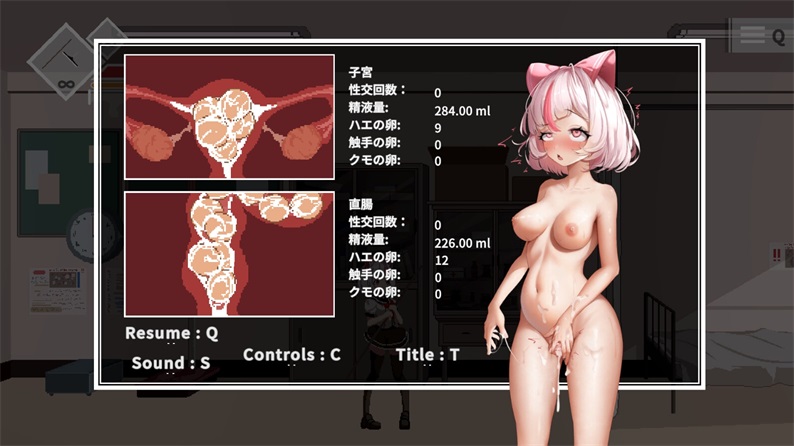 Q
子宮
性交回数： 0
精液量: 284.00 ml
ハエの卵: 9
触手の卵: 0
クモの卵: 0
直腸
性交回数： 0
精液量: 226.00 ml
ハエの卵: 12
触手の卵: 0
クモの卵: 0
Resume : Q
Sound : S
Controls : C
Title : T